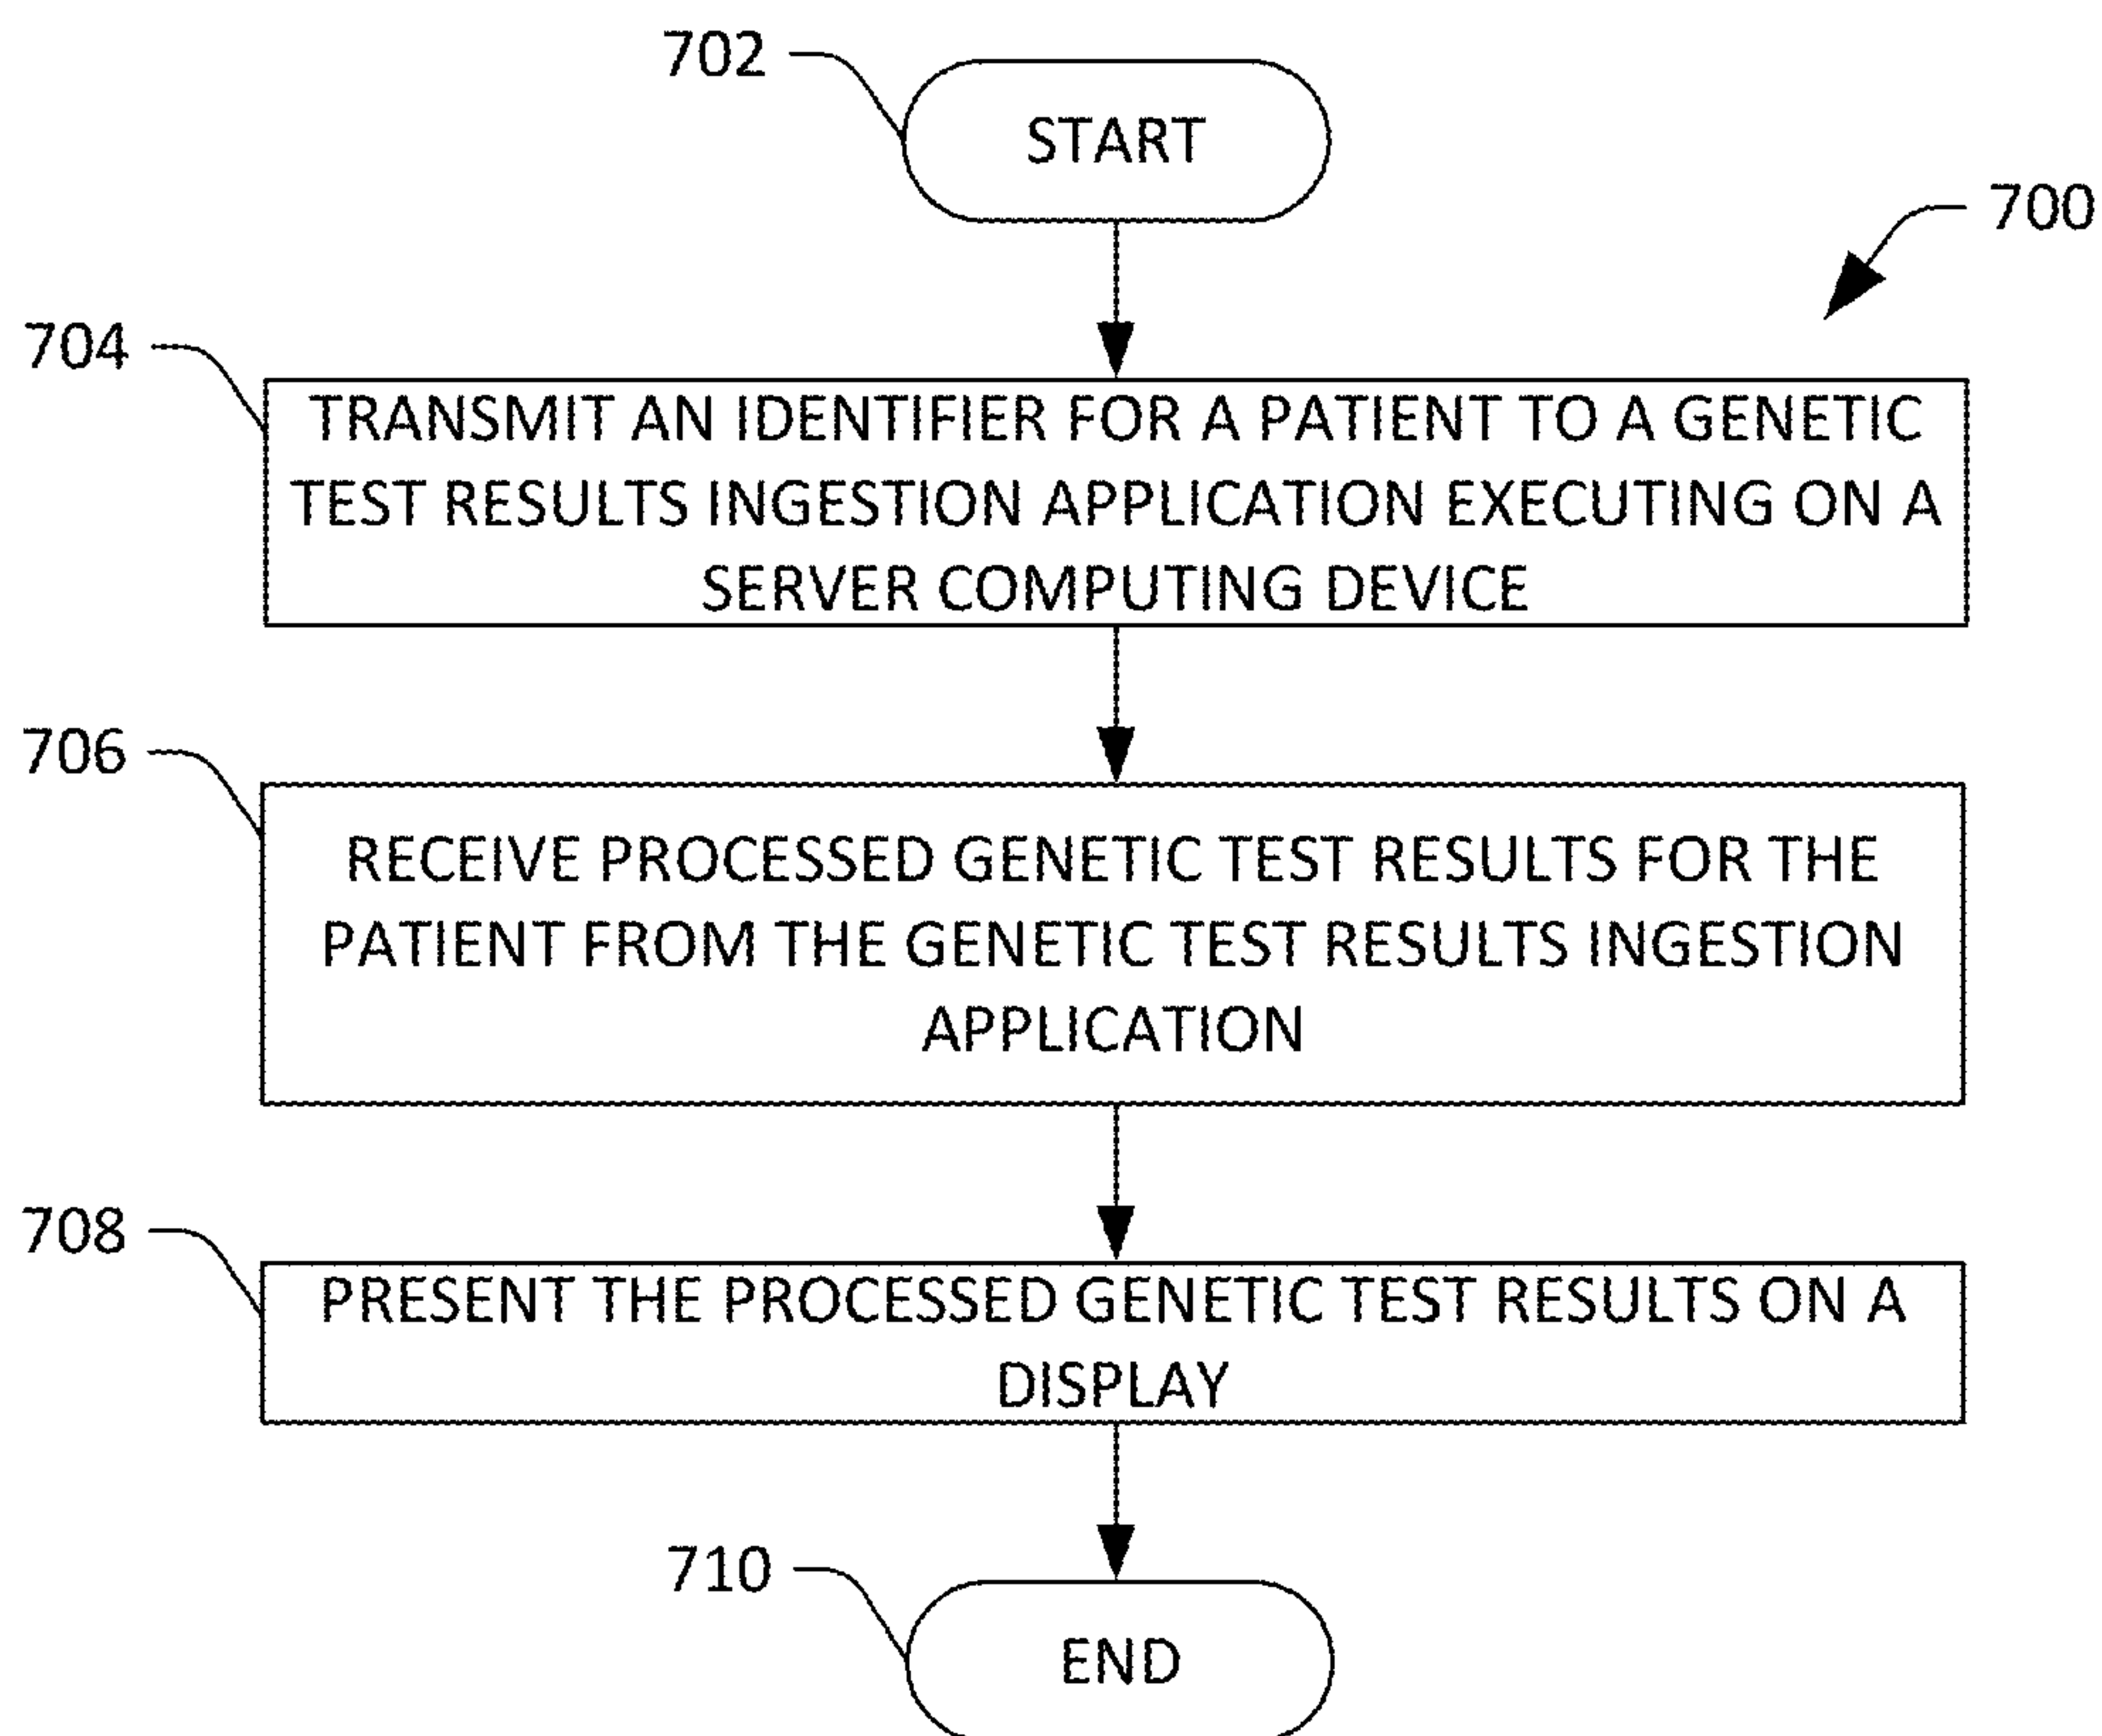 702
START
700
704
TRANSMIT AN IDENTIFIER FOR A PATIENT TO A GENETIC
TEST RESULTS INGESTION APPLICATION EXECUTING ON A
SERVER COMPUTING DEVICE
706
RECEIVE PROCESSED GENETIC TEST RESULTS FOR THE
PATIENT FROM THE GENETIC TEST RESULTS INGESTION
APPLICATION
708
PRESENT THE PROCESSED GENETIC TEST RESULTS ON A
DISPLAY
710
END